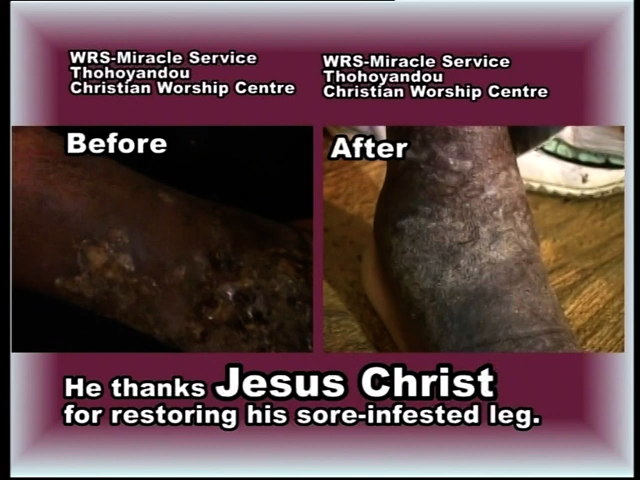 WRS-Miracle Service
Thohoyandou
Christian Worship Centre
WRS-Miracle Service
Thohoyandou
Christian Worship Centre
Before
After
He thanks Jesus Christ
for restoring his sore-infested leg.